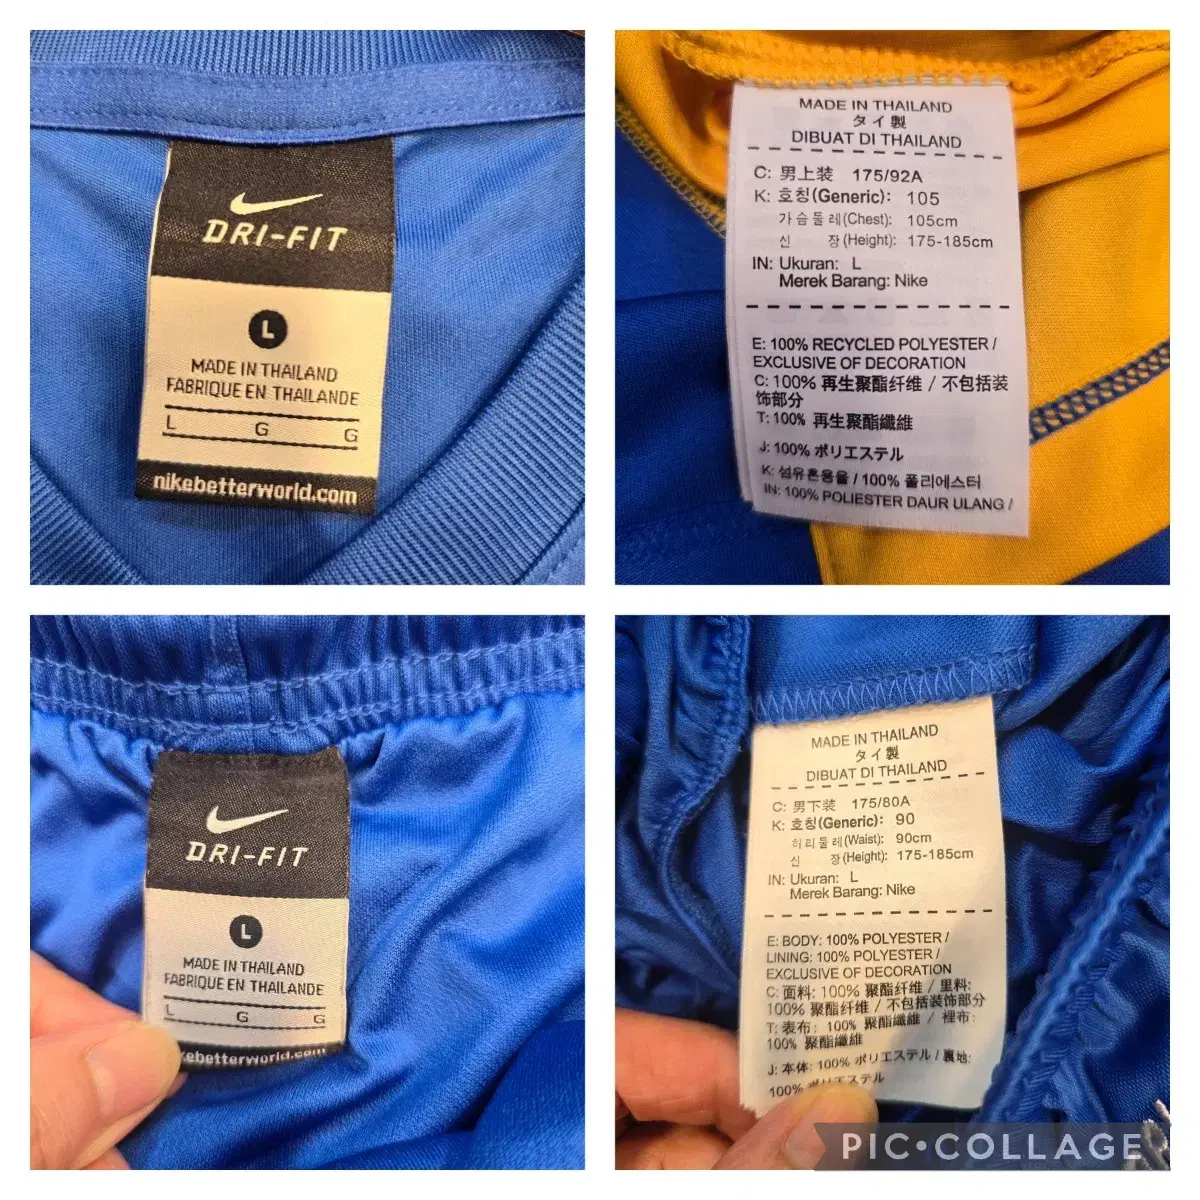 DRI-FIT
L
MADE IN THAILAND
FABRIQUE EN THAILANDE
L G G
nikebetterworld.com
MADE IN THAILAND
タイ製
DIBUAT DI THAILAND
C: 男上装 175/92A
K: 호칭(Generic): 105
가슴둘레(Chest): 105cm
신 장(Height): 175-185cm
IN: Ukuran: L
Merek Barang: Nike
E: 100% RECYCLED POLYESTER /
EXCLUSIVE OF DECORATION
C: 100% 再生聚酯纤维 / 不包括装
饰部分
T: 100% 再生聚酯纖維
J: 100% ポリエステル
K: 섬유혼용율 / 100% 폴리에스터
IN: 100% POLIESTER DAUR ULANG /
DRI-FIT
L
MADE IN THAILAND
FABRIQUE EN THAILANDE
L G G
kebetterworld.com
MADE IN THAILAND
タイ製
DIBUAT DI THAILAND
C: 男下装 175/80A
K: 호칭(Generic): 90
허리둘레(Waist): 90cm
신 장(Height): 175-185cm
IN: Ukuran: L
Merek Barang: Nike
E: BODY: 100% POLYESTER /
LINING: 100% POLYESTER /
EXCLUSIVE OF DECORATION
C: 面料: 100% 聚酯纤维 / 里料:
100% 聚酯纤维 / 不包括装饰部分
T: 表布: 100% 聚酯纖維 / 裡布:
100% 聚酯纖維
J: 本体: 100% ポリエステル / 裏地:
100% ポリエステル
PIC•COLLAGE